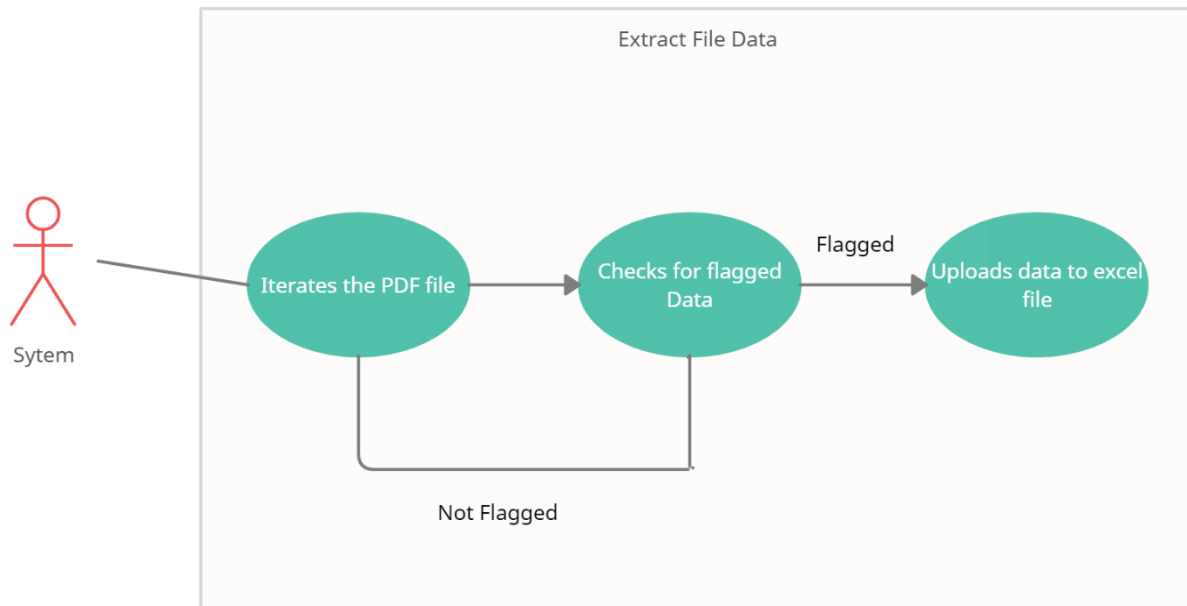 Extract File Data
Flagged
Iterates the PDF file
Checks for flagged
Data
Uploads data to excel
file
Sytem
Not Flagged